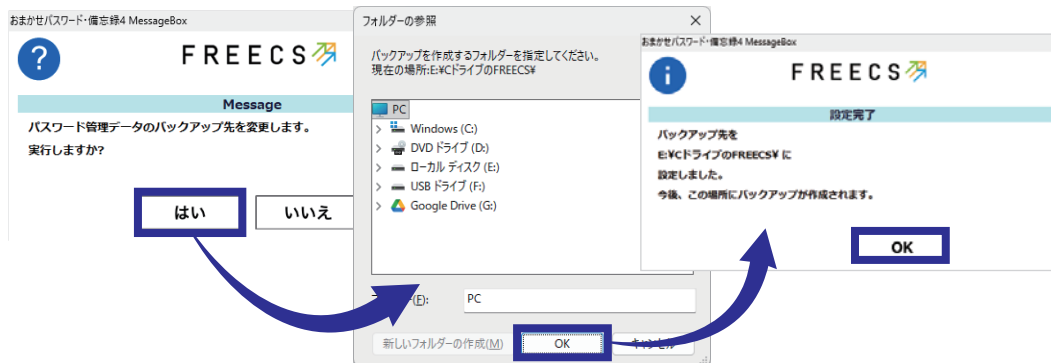 おまかせパスワード・備忘録4 MessageBox
FREECS
Message
パスワード管理データのバックアップ先を変更します。
実行しますか?
はい
いいえ
フォルダーの参照
バックアップを作成するフォルダーを指定してください。
現在の場所:E:¥CドライブのFREECS¥
PC
Windows (C:)
DVD ドライブ (D:)
ローカル ディスク (E:)
USB ドライブ (F:)
Google Drive (G:)
(F):
PC
新しいフォルダーの作成(M)
OK
キャンセル
おまかせパスワード・備忘録4 MessageBox
FREECS
設定完了
バックアップ先を
E:¥CドライブのFREECS¥ に
設定しました。
今後、この場所にバックアップが作成されます。
OK